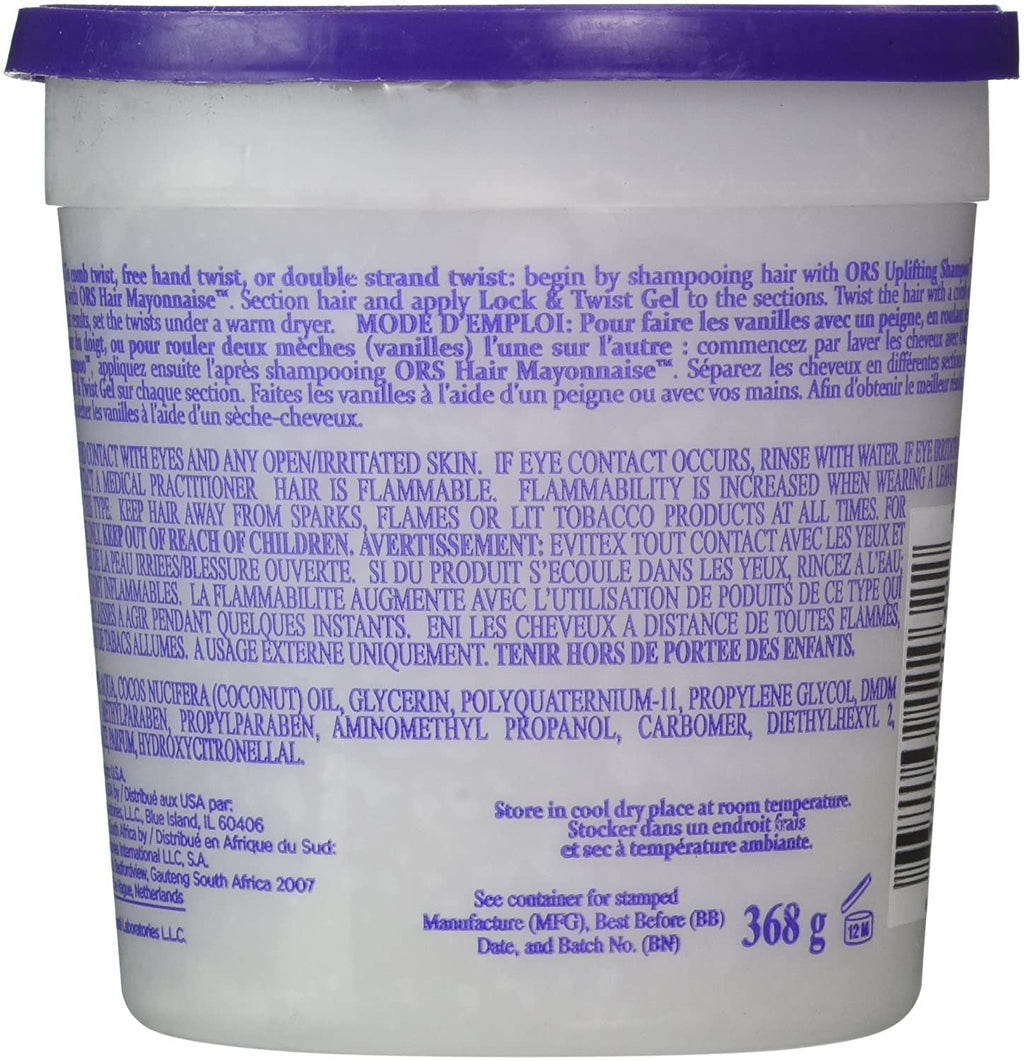 comb twist, free hand twist, or double strand twist: begin by shampooing hair with ORS Uplifting Shampoo
with ORS Hair Mayonnaise™. Section hair and apply Lock & Twist Gel to the sections. Twist the hair with a comb
results, set the twists under a warm dryer. MODE D'EMPLOI: Pour faire les vanilles avec un peigne, en roulant
du doigt, ou pour rouler deux mèches (vanilles) l'une sur l'autre : commencez par laver les cheveux avec
appliquez ensuite l'après shampooing ORS Hair Mayonnaise™. Séparez les cheveux en différentes
Twist Gel sur chaque section. Faites les vanilles à l'aide d'un peigne ou avec vos mains. Afin d'obtenir le meilleur
les vanilles à l'aide d'un sèche-cheveux.
CONTACT WITH EYES AND ANY OPEN/IRRITATED SKIN. IF EYE CONTACT OCCURS, RINSE WITH WATER. IF EYE
A MEDICAL PRACTITIONER HAIR IS FLAMMABLE. FLAMMABILITY IS INCREASED WHEN WEARING A
TYPE. KEEP HAIR AWAY FROM SPARKS, FLAMES OR LIT TOBACCO PRODUCTS AT ALL TIMES. FOR
KEEP OUT OF REACH OF CHILDREN. AVERTISSEMENT: EVITEX TOUT CONTACT AVEC LES YEUX ET
LA PEAU IRRIEES/BLESSURE OUVERTE. SI DU PRODUIT S'ECOULE DANS LES YEUX, RINCEZ A L'EAU.
INFLAMMABLES. LA FLAMMABILITE AUGMENTE AVEC L'UTILISATION DE PODUITS DE CE TYPE QUI
A AGIR PENDANT QUELQUES INSTANTS. ENI LES CHEVEUX A DISTANCE DE TOUTES FLAMMES,
TABACS ALLUMES. A USAGE EXTERNE UNIQUEMENT. TENIR HORS DE PORTEE DES ENFANTS.
COCOS NUCIFERA (COCONUT) OIL, GLYCERIN, POLYQUATERNIUM-11, PROPYLENE GLYCOL, DMDM
PROPYLPARABEN, AMINOMETHYL PROPANOL, CARBOMER, DIETHYLHEXYL 2,
PARFUM, HYDROXYCITRONELLAL.
USA
by / Distribué aux USA par:
LLC, Blue Island, IL 60406
Africa by / Distribué en Afrique du Sud:
International LLC, S.A.
Bedfordview, Gauteng South Africa 2007
Netherlands
Laboratories L.L.C.
Store in cool dry place at room temperature.
Stocker dans un endroit frais
et sec à température ambiante.
See container for stamped
Manufacture (MFG), Best Before (BB)
Date, and Batch No. (BN)
368 g
12 M